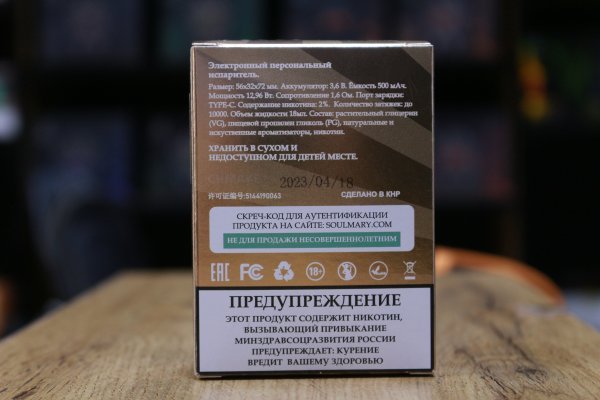 Электронный персональный
испаритель.
Размер: 56х32х72 мм. Аккумулятор: 3,6 В. Ёмкость 500 мАч.
Мощность 12,96 Вт. Сопротивление 1,6 Ом. Порт зарядки:
TYPE-C. Содержание никотина: 2%. Количество затяжек: до
10000. Объем жидкости 18мл. Состав: растительный глицерин
(VG), пищевой пропилен гликоль (PG), натуральные и
искуственные ароматизаторы, никотин.
ХРАНИТЬ В СУХОМ И
НЕДОСТУПНОМ ДЛЯ ДЕТЕЙ МЕСТЕ.
2023/04/18
许可证编号:5144190063 СДЕЛАНО В КНР
СКРЕЧ-КОД ДЛЯ АУТЕНТИФИКАЦИИ
ПРОДУКТА НА САЙТЕ: SOULMARY.COM
НЕ ДЛЯ ПРОДАЖИ НЕСОВЕРШЕННОЛЕТНИМ
EAC FC 18+
ПРЕДУПРЕЖДЕНИЕ
ЭТОТ ПРОДУКТ СОДЕРЖИТ НИКОТИН,
ВЫЗЫВАЮЩИЙ ПРИВЫКАНИЕ
МИНЗДРАВСОЦРАЗВИТИЯ РОССИИ
ПРЕДУПРЕЖДАЕТ: КУРЕНИЕ
ВРЕДИТ ВАШЕМУ ЗДОРОВЬЮ